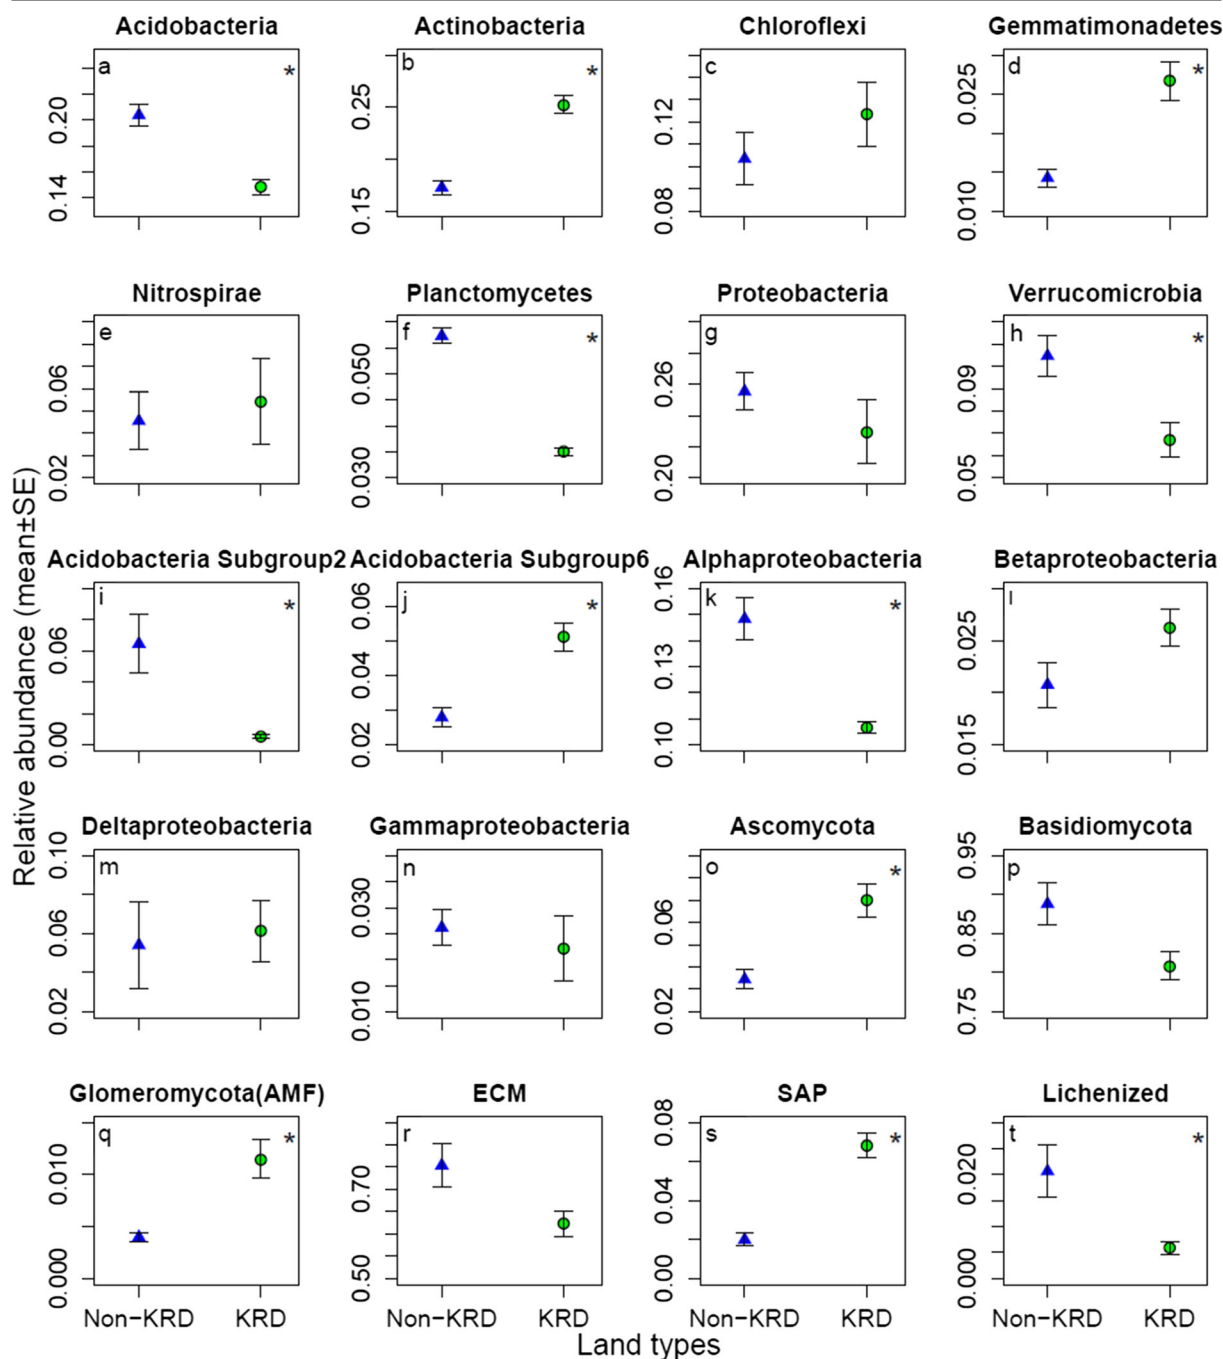 Acidobacteria Actinobacteria Chloroflexi Gemmatimonadetes
a * b * c d *
0.20 0.25 0.12 0.025
0.14 0.15 0.08 0.010
Nitrospirae Planctomycetes Proteobacteria Verrucomicrobia
e f * g h *
0.06 0.050 0.26 0.09
0.02 0.030 0.20 0.05
Relative abundance (mean±SE)
Acidobacteria Subgroup2 Acidobacteria Subgroup6 Alphaproteobacteria Betaproteobacteria
i * j * k * l
0.06 0.06 0.16 0.025
0.00 0.04 0.13 0.015
0.02 0.10
Deltaproteobacteria Gammaproteobacteria Ascomycota Basidiomycota
m n o * p
0.10 0.030 0.06 0.95
0.06 0.010 0.02 0.85
0.02 0.75
Glomeromycota(AMF) ECM SAP Lichenized
q * r s * t *
0.010 0.70 0.08 0.020
0.000 0.50 0.04 0.000
0.00
Non-KRD KRD Non-KRD KRD Non-KRD KRD Non-KRD KRD
Land types